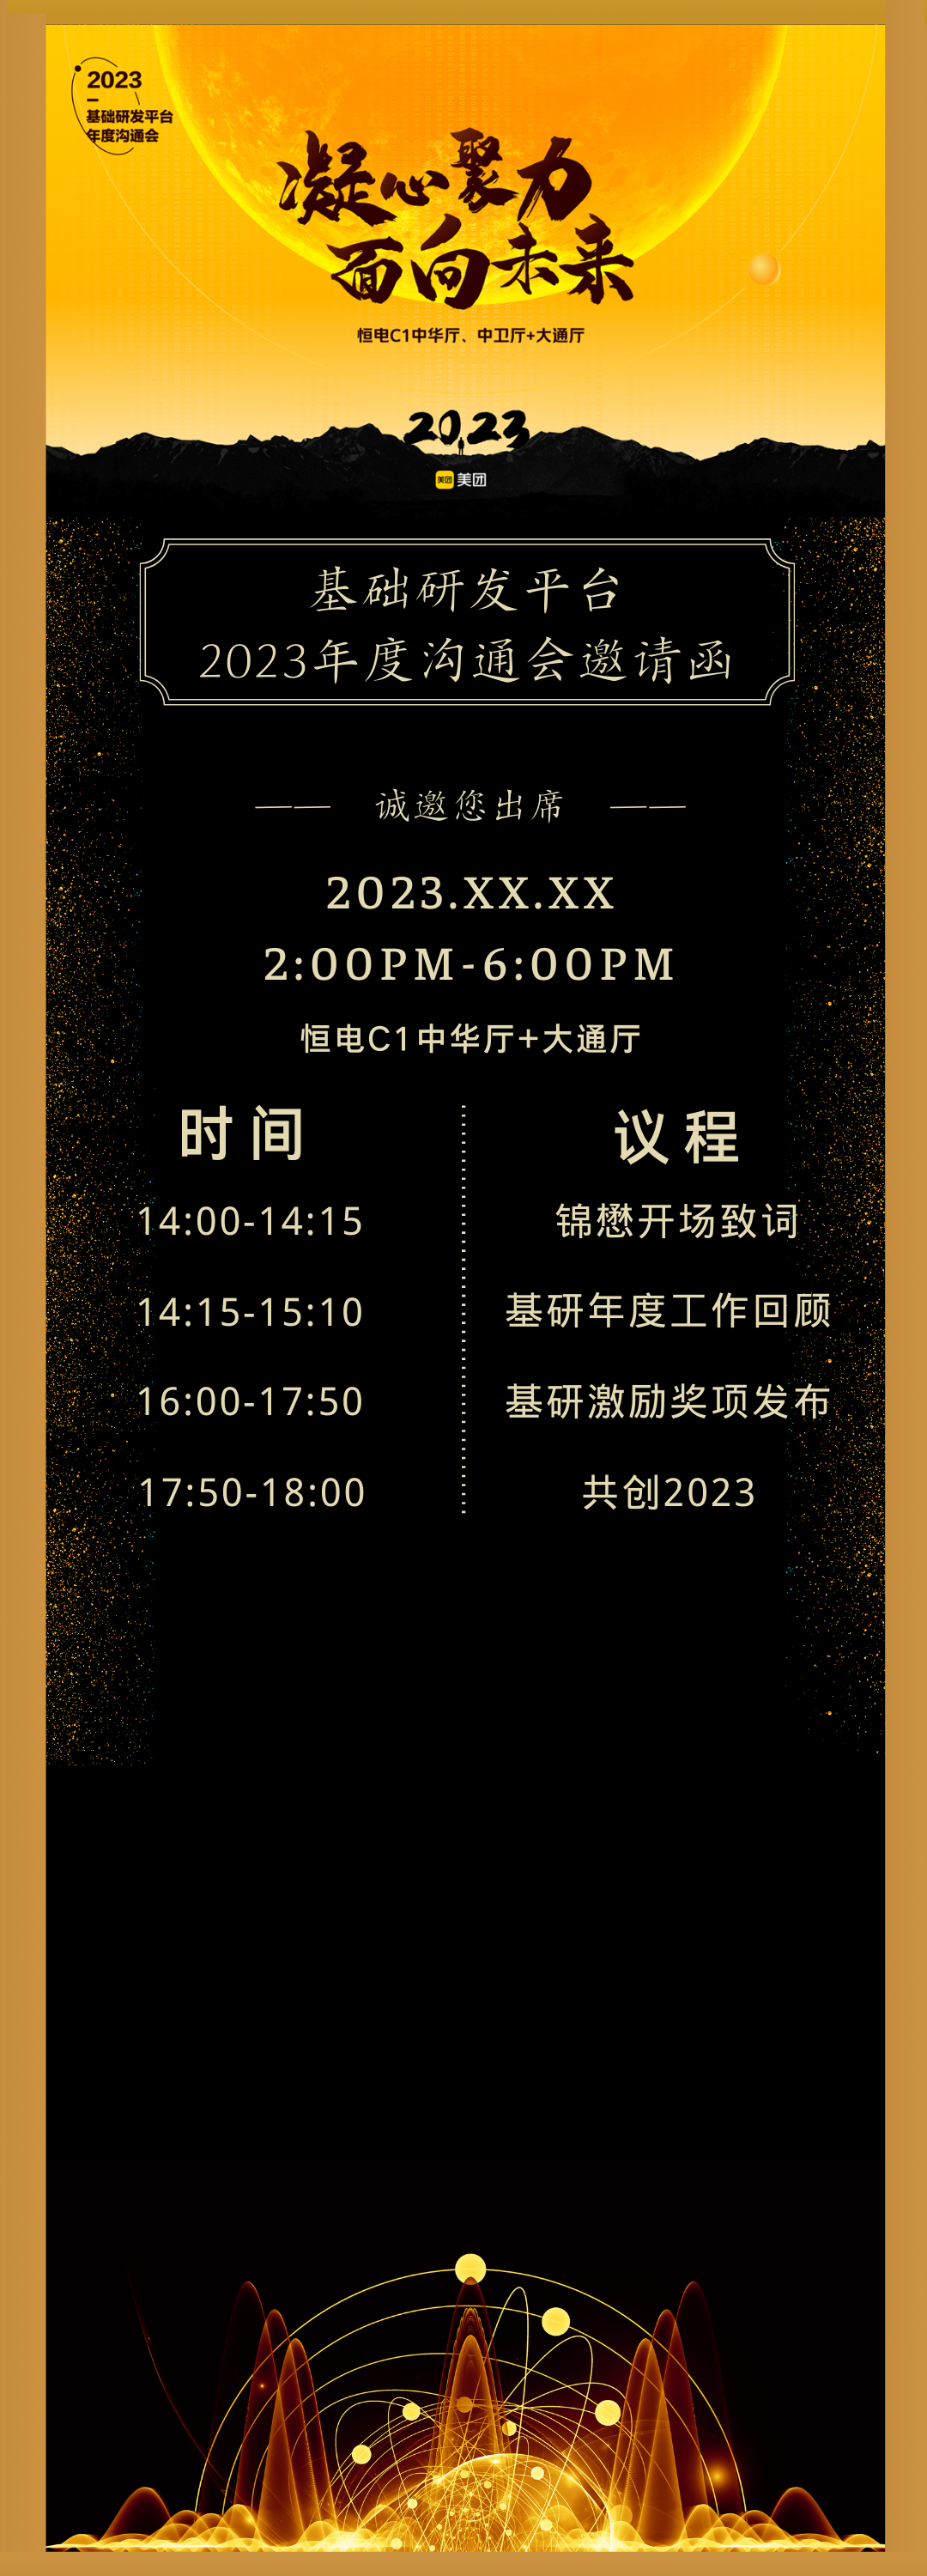 2023
基础研发平台
年度沟通会
凝心聚力
面向未来
恒电C1中华厅、中卫厅+大通厅
2023
美团 美团
基础研发平台
2023年度沟通会邀请函
—— 诚邀您出席 ——
2023.XX.XX
2:00PM-6:00PM
恒电C1中华厅+大通厅
时间 议程
14:00-14:15 锦懋开场致词
14:15-15:10 基研年度工作回顾
16:00-17:50 基研激励奖项发布
17:50-18:00 共创2023